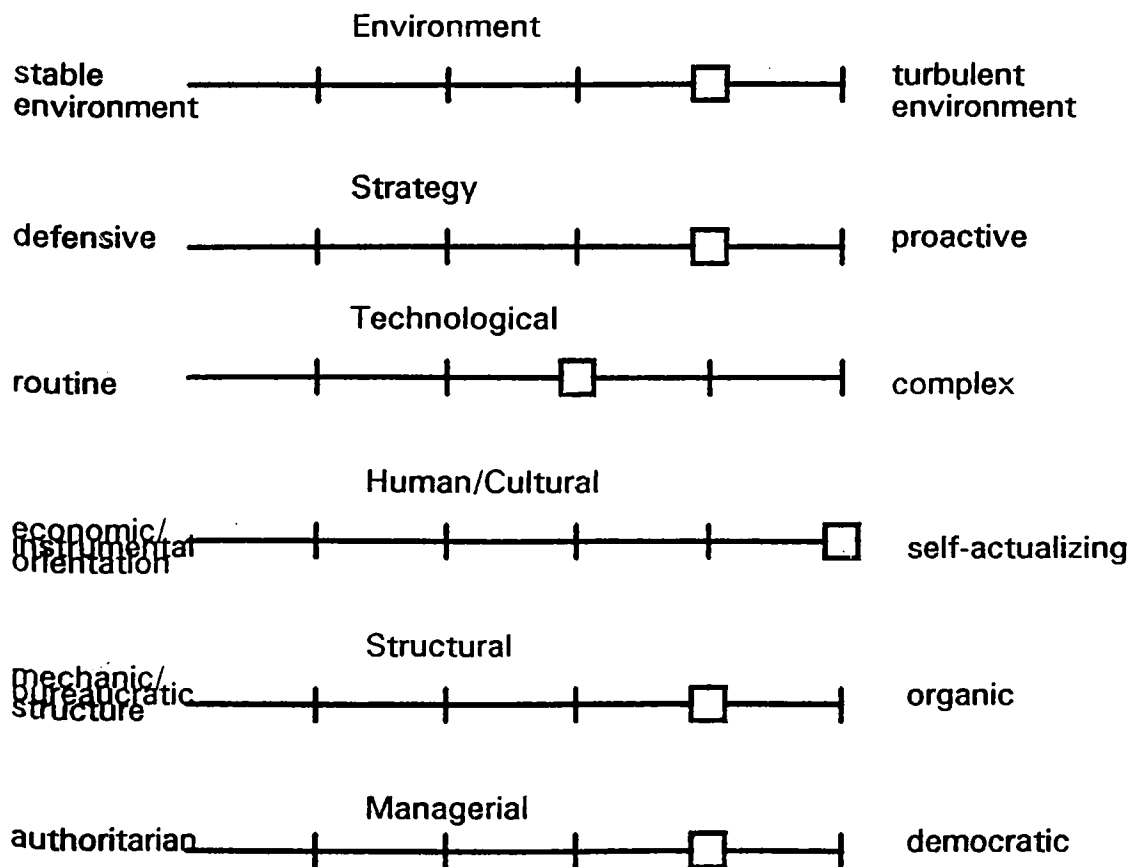 Environment
stable
environment
turbulent
environment
Strategy
defensive
proactive
Technological
routine
complex
Human/Cultural
economic/
instrumental
orientation
self-actualizing
Structural
mechanic/
bureaucratic
structure
organic
Managerial
authoritarian
democratic